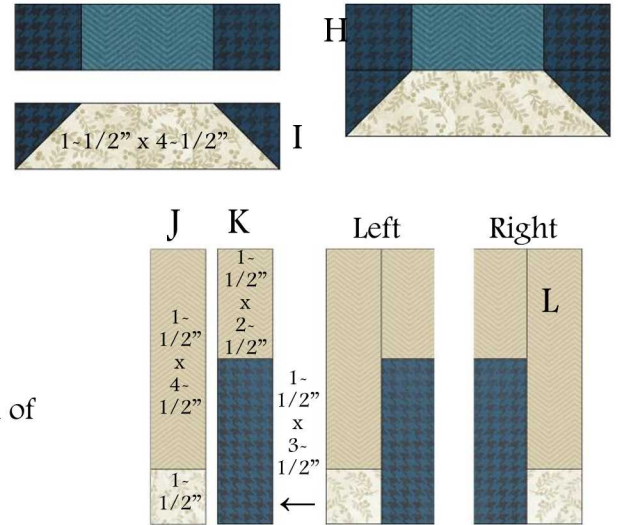 H
1-1/2” x 4-1/2” I
J K Left Right
1-
1/2”
x
2-
1/2”
L
1-
1/2”
x
4-
1/2”
1-
1/2”
x
3-
1/2”
of
1-
1/2”
←